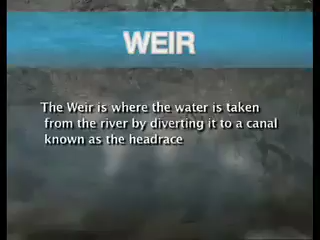 WEIR
The Weir is where the water is taken
from the river by diverting it to a canal
known as the headrace